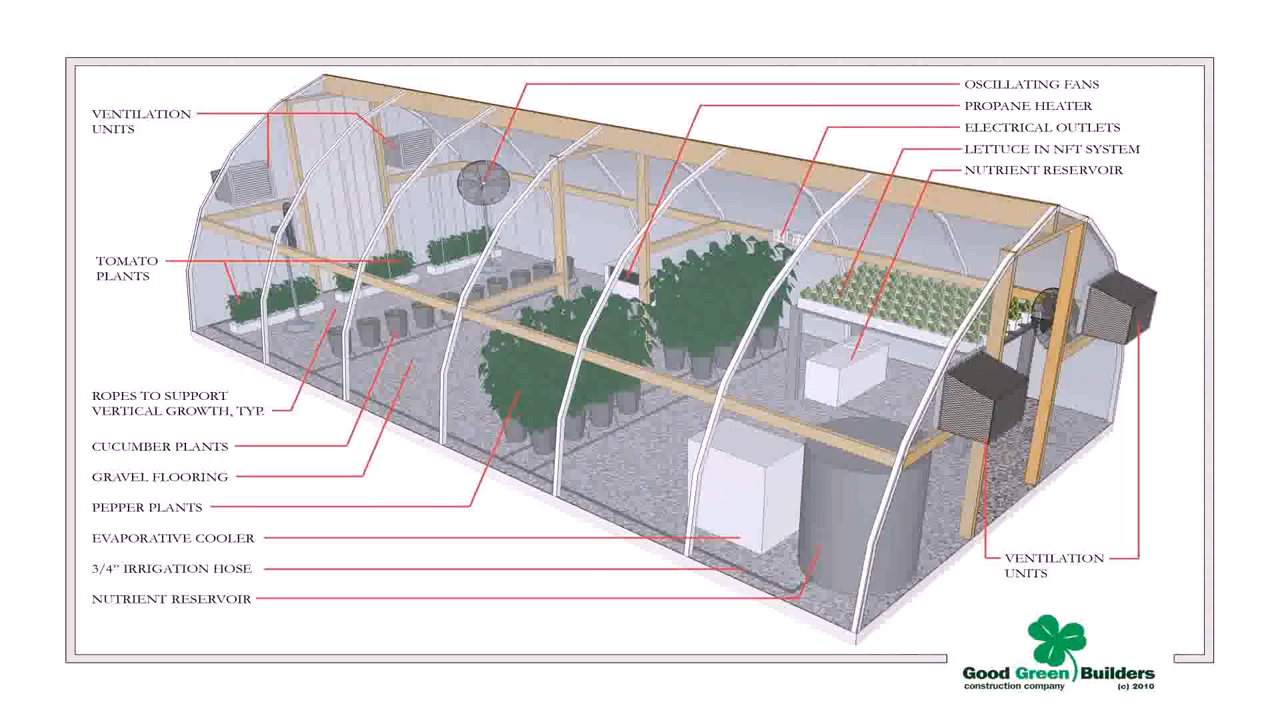 VENTILATION
UNITS
TOMATO
PLANTS
ROPES TO SUPPORT
VERTICAL GROWTH, TYP.
CUCUMBER PLANTS
GRAVEL FLOORING
PEPPER PLANTS
EVAPORATIVE COOLER
3/4” IRRIGATION HOSE
NUTRIENT RESERVOIR
OSCILLATING FANS
PROPANE HEATER
ELECTRICAL OUTLETS
LETTUCE IN NFT SYSTEM
NUTRIENT RESERVOIR
VENTILATION
UNITS
Good Green Builders
construction company (c) 2010